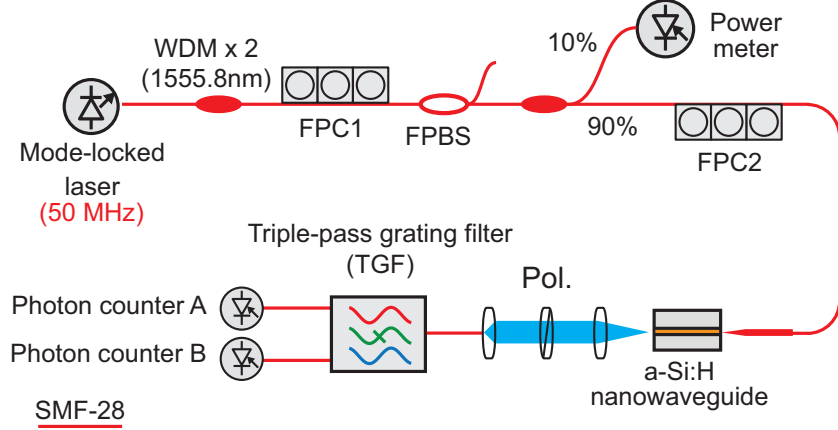 WDM x 2
(1555.8nm)
10%
Power
meter
FPC1
FPBS
90%
FPC2
Mode-locked
laser
(50 MHz)
Triple-pass grating filter
(TGF)
Pol.
Photon counter A
Photon counter B
a-Si:H
nanowaveguide
SMF-28